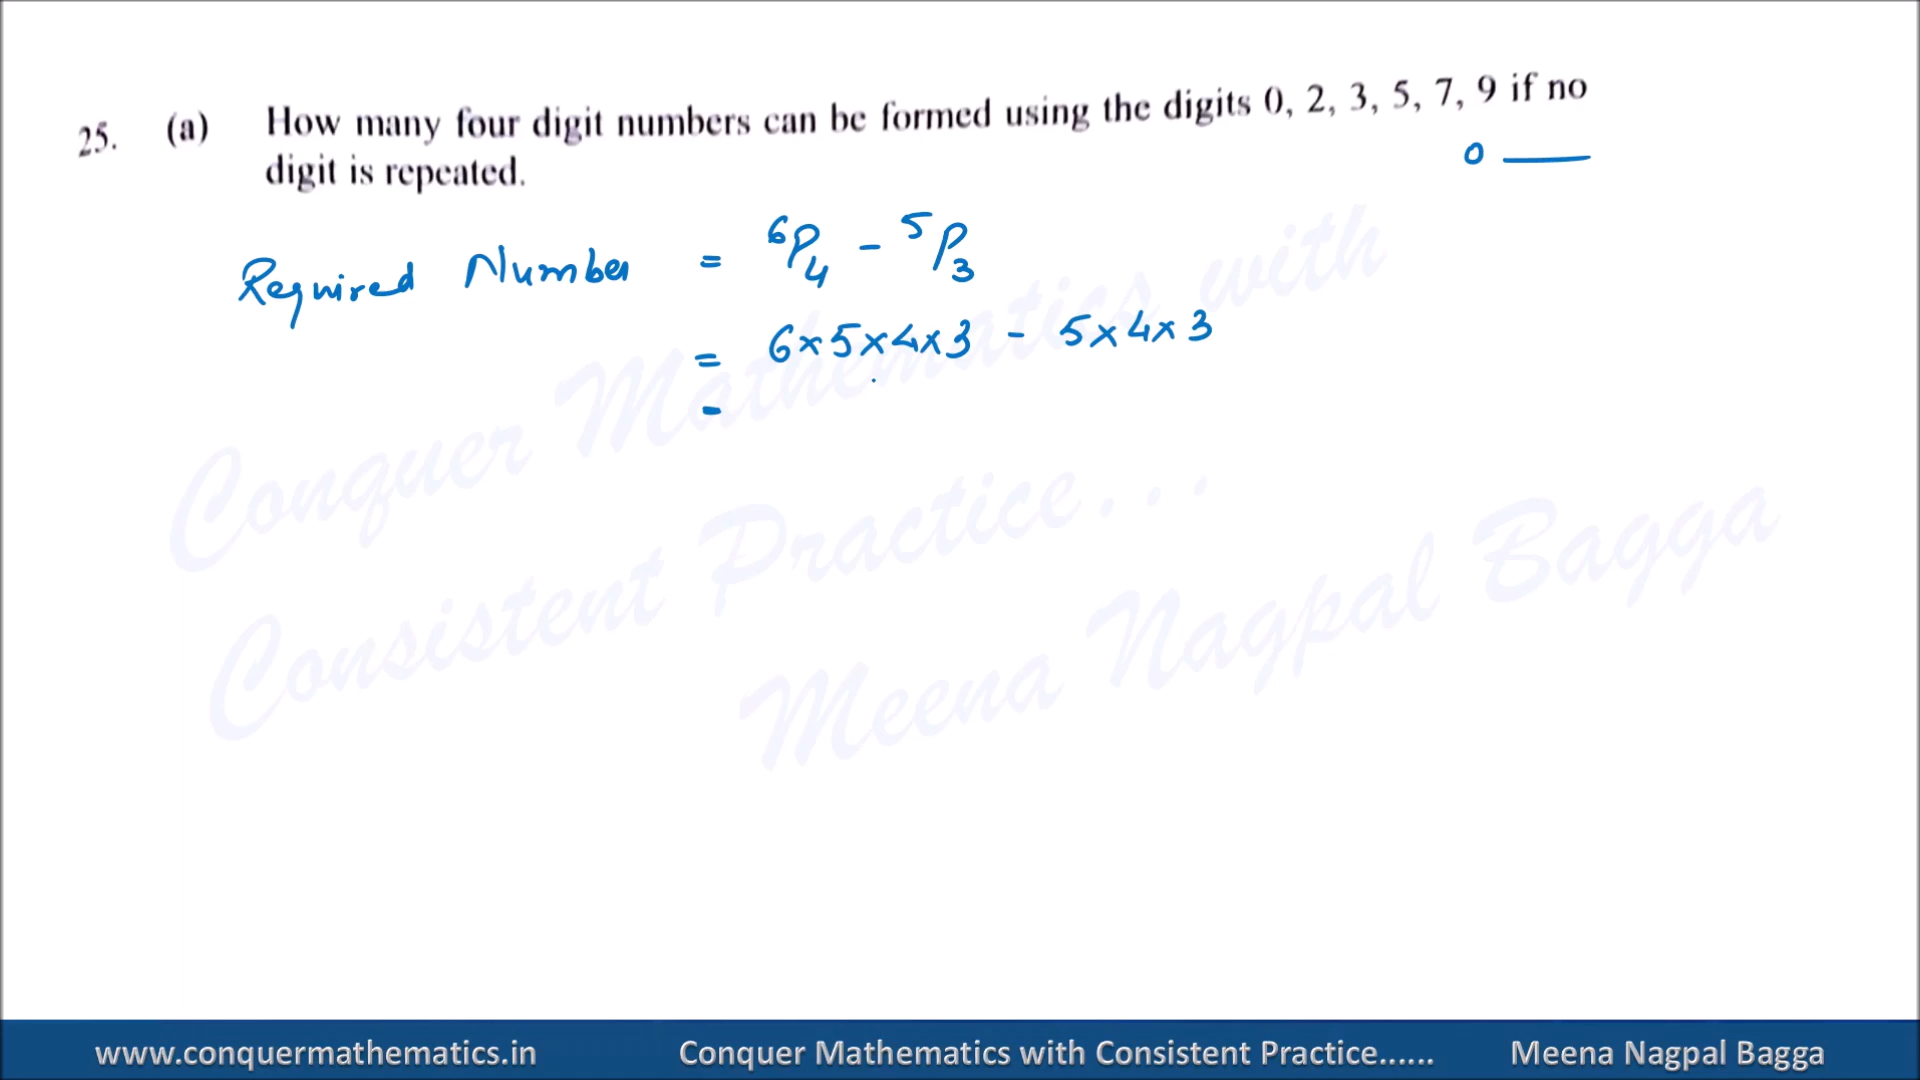 25. (a) How many four digit numbers can be formed using the digits 0, 2, 3, 5, 7, 9 if no
digit is repeated.
0 ___
Required Number = ⁶P₄ - ⁵P₃
= 6×5×4×3 - 5×4×3
=
Conquer Mathematics with
Consistent Practice...
Meena Nagpal Bagga
www.conquermathematics.in Conquer Mathematics with Consistent Practice...... Meena Nagpal Bagga